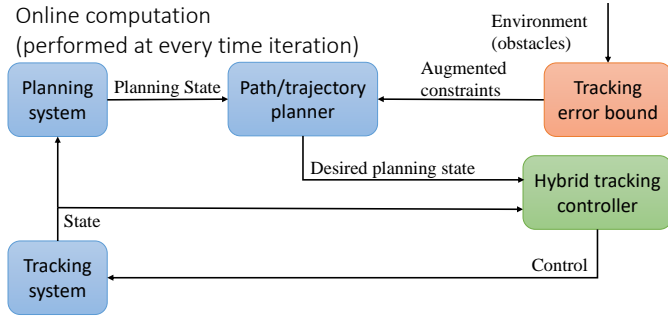 Online computation
(performed at every time iteration)
Environment
(obstacles)
Planning
system
Planning State
Path/trajectory
planner
Augmented
constraints
Tracking
error bound
Desired planning state
Hybrid tracking
controller
State
Tracking
system
Control